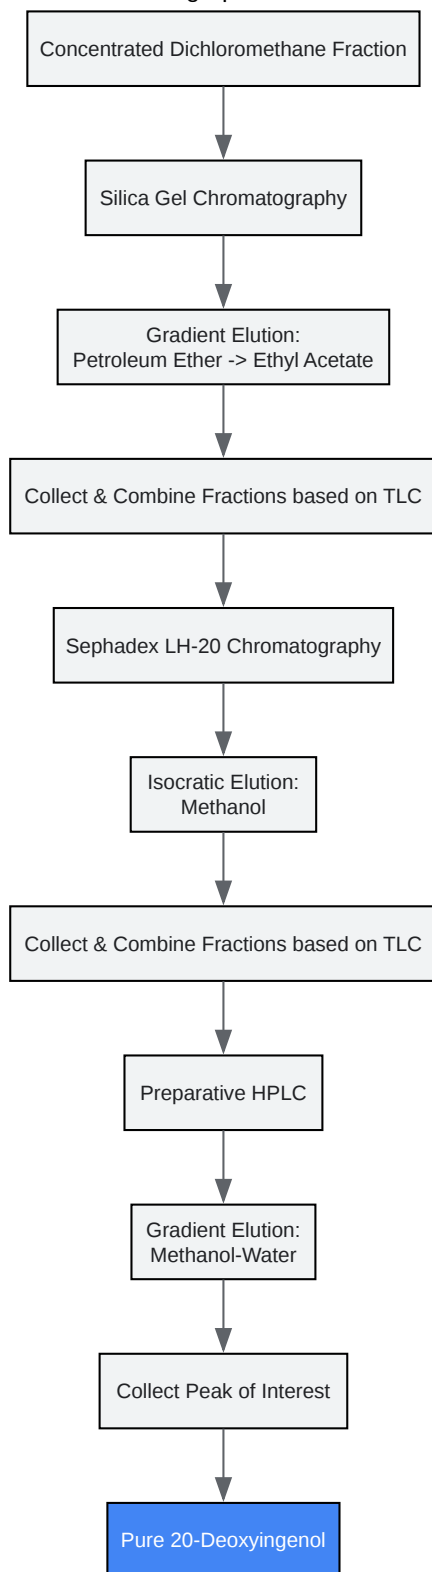 Concentrated Dichloromethane Fraction
Silica Gel Chromatography
Gradient Elution:
Petroleum Ether -> Ethyl Acetate
Collect & Combine Fractions based on TLC
Sephadex LH-20 Chromatography
Isocratic Elution:
Methanol
Collect & Combine Fractions based on TLC
Preparative HPLC
Gradient Elution:
Methanol-Water
Collect Peak of Interest
Pure 20-Deoxyingenol